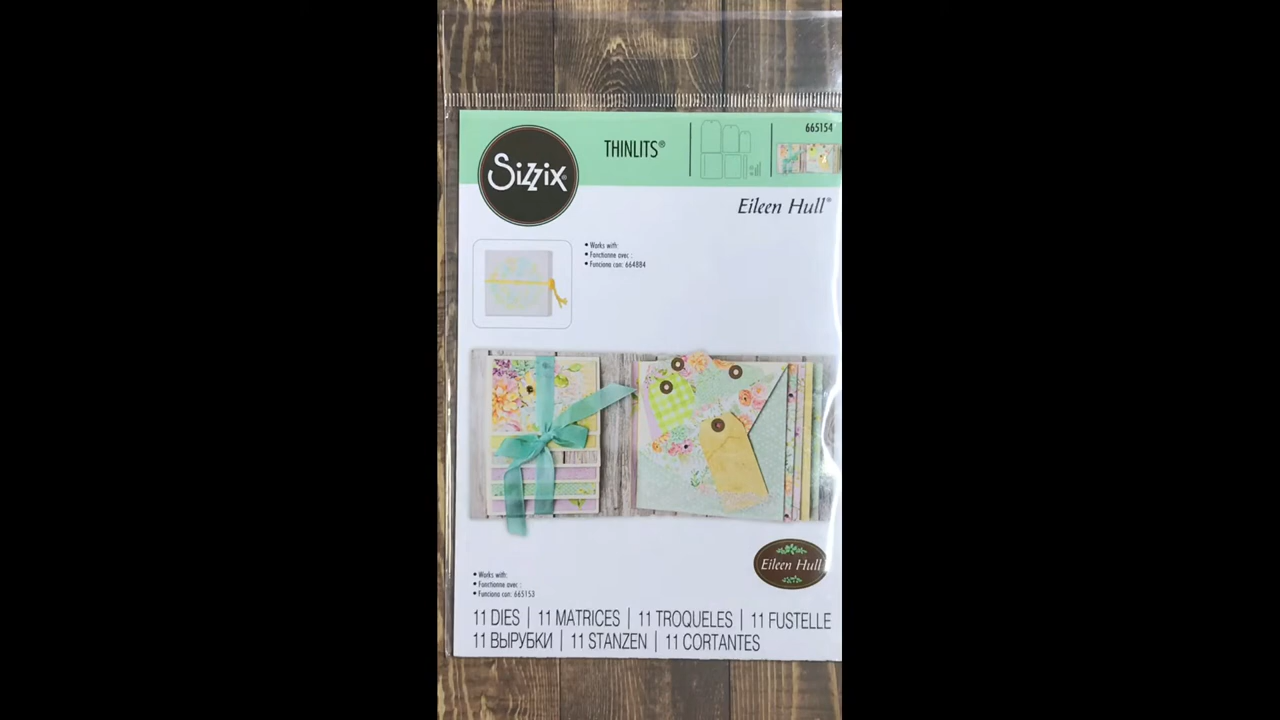 665154
THINLITS®
Sizzix®
Eileen Hull®
• Works with:
• Fonctionne avec :
• Funciona con: 664884
Eileen Hull
• Works with:
• Fonctionne avec :
• Funciona con: 665153
11 DIES | 11 MATRICES | 11 TROQUELES | 11 FUSTELLE
11 ВЫРУБКИ | 11 STANZEN | 11 CORTANTES